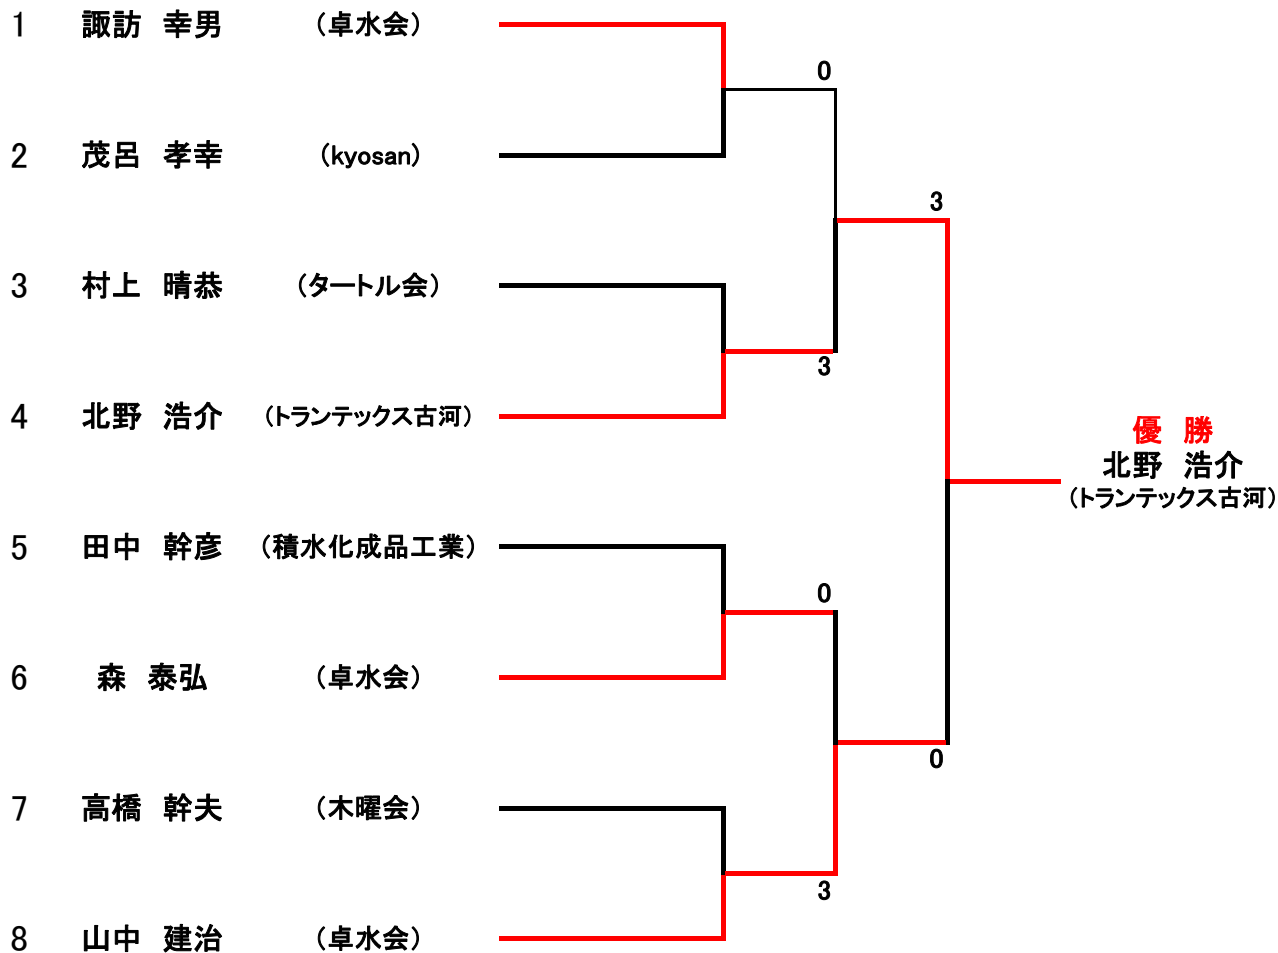 1 諏訪 幸男 （卓水会）
0
2 茂呂 孝幸 （kyosan）
3
3 村上 晴恭 （タートル会）
3
4 北野 浩介 （トランテックス古河）
優 勝
北野 浩介
（トランテックス古河）
5 田中 幹彦 （積水化成品工業）
0
6 森 泰弘 （卓水会）
0
7 高橋 幹夫 （木曜会）
3
8 山中 建治 （卓水会）